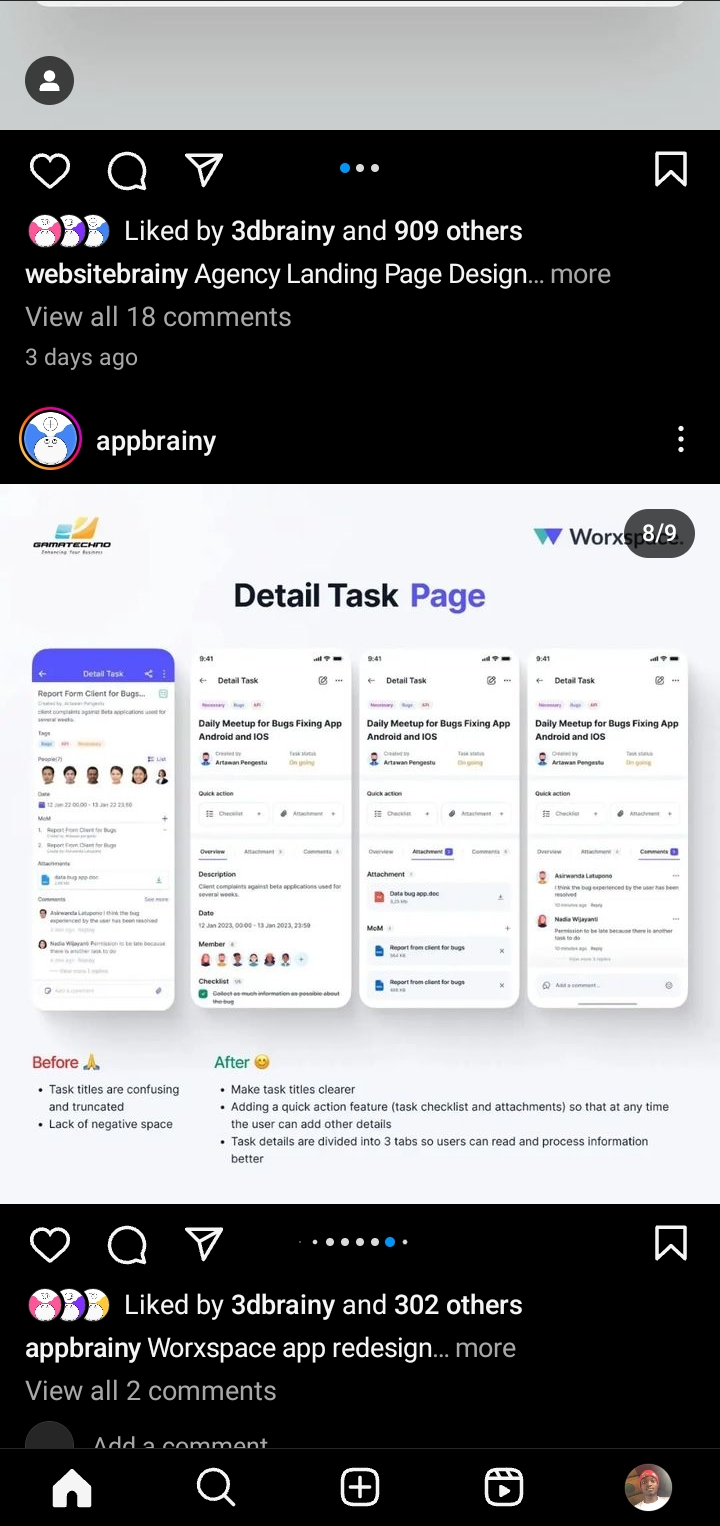 Liked by 3dbrainy and 909 others
websitebrainy Agency Landing Page Design... more
View all 18 comments
3 days ago
appbrainy
GAMATECHNO
Enhancing Your Business
Worxspace.
8/9
Detail Task Page
Detail Task
Report Form Client for Bugs...
Created by. Artawan Pengestu
client complaints against Beta applications used for
several weeks.
Tags
Bugs API Necessary
People(7)
List
Date
12 Jan 22 00.00 - 13 Jan 22 23.50
MoM
1. Report From Client for Bugs
2. Report From Client for Bugs
Attachments
data bug app.doc
Comments
See more
Asirwanda Lutupono I think the bug
experienced by the user has been resolved
Nadia Wijayanti Permission to be late because
there is another task to do
View more 2 replies
Add a comment
9:41
Detail Task
Necessary Bugs API
Daily Meetup for Bugs Fixing App
Android and IOS
Created by
Artawan Pengestu
Task status
On going
Quick action
Checklist +
Attachment +
Overview
Attachment
Comments
Description
Client complaints against beta applications used for
several weeks.
Date
12 Jan 2023, 00:00 - 13 Jan 2023, 23:59
Member 6
Checklist
Collect as much information as possible about
the bug
9:41
Detail Task
Necessary Bugs API
Daily Meetup for Bugs Fixing App
Android and IOS
Created by
Artawan Pengestu
Task status
On going
Quick action
Checklist +
Attachment +
Overview
Attachment
Comments
Attachment
Data bug app.doc
MoM
Report from client for bugs
Report from client for bugs
9:41
Detail Task
Necessary Bugs API
Daily Meetup for Bugs Fixing App
Android and IOS
Created by
Artawan Pengestu
Task status
On going
Quick action
Checklist +
Attachment +
Overview
Attachment
Comments
Asirwanda Lutupono
I think the bug experienced by the user has been
resolved
10 minutes ago Reply
Nadia Wijayanti
Permission to be late because there is another
task to do
10 minutes ago Reply
View more 2 replies
Add a comment...
Before 🙏
• Task titles are confusing
and truncated
• Lack of negative space
After 😊
• Make task titles clearer
• Adding a quick action feature (task checklist and attachments) so that at any time
the user can add other details
• Task details are divided into 3 tabs so users can read and process information
better
Liked by 3dbrainy and 302 others
appbrainy Worxspace app redesign... more
View all 2 comments
Add a comment